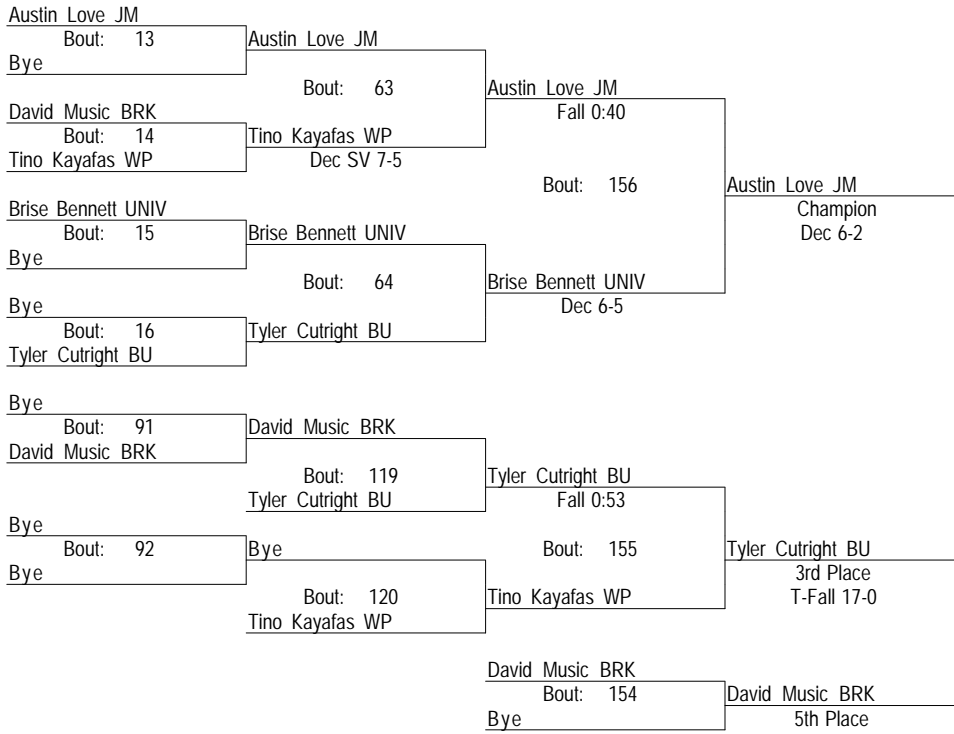 Austin Love JM
Bout: 13
Austin Love JM
Bye
Bout: 63
Austin Love JM
David Music BRK
Fall 0:40
Bout: 14
Tino Kayafas WP
Tino Kayafas WP
Dec SV 7-5
Bout: 156
Austin Love JM
Brise Bennett UNIV
Champion
Bout: 15
Brise Bennett UNIV
Dec 6-2
Bye
Bout: 64
Brise Bennett UNIV
Bye
Dec 6-5
Bout: 16
Tyler Cutright BU
Tyler Cutright BU
Bye
Bout: 91
David Music BRK
David Music BRK
Bout: 119
Tyler Cutright BU
Tyler Cutright BU
Fall 0:53
Bye
Bout: 92
Bye
Bout: 155
Tyler Cutright BU
Bye
3rd Place
Bout: 120
Tino Kayafas WP
T-Fall 17-0
Tino Kayafas WP
David Music BRK
Bout: 154
David Music BRK
Bye
5th Place